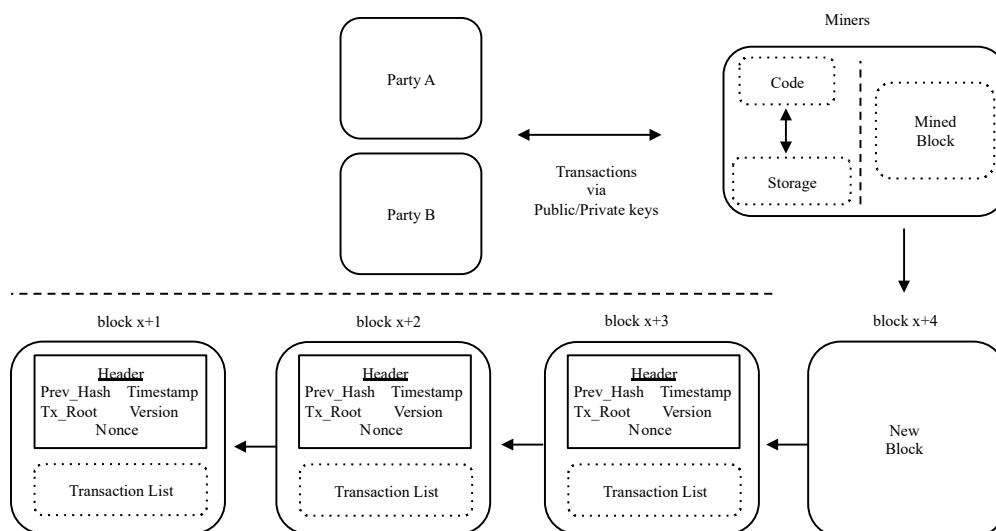 Miners
Party A
Code
Mined
Block
Transactions
via
Public/Private keys
Storage
Party B
block x+1
block x+2
block x+3
block x+4
Header
Prev_Hash Timestamp
Tx_Root Version
Nonce
Transaction List
Header
Prev_Hash Timestamp
Tx_Root Version
Nonce
Transaction List
Header
Prev_Hash Timestamp
Tx_Root Version
Nonce
Transaction List
New
Block